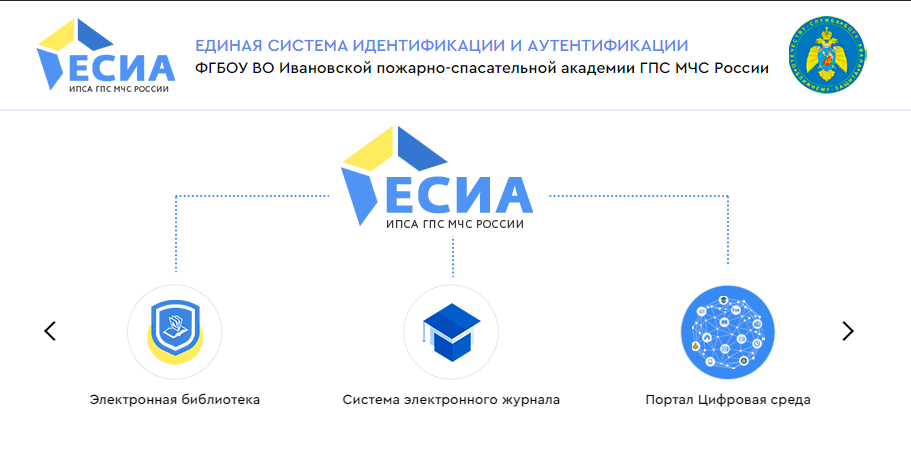 ЕСИА
ИПСА ГПС МЧС РОССИИ
ЕДИНАЯ СИСТЕМА ИДЕНТИФИКАЦИИ И АУТЕНТИФИКАЦИИ
ФГБОУ ВО Ивановской пожарно-спасательной академии ГПС МЧС России
ЕСИА
ИПСА ГПС МЧС РОССИИ
Электронная библиотека
Система электронного журнала
Портал Цифровая среда